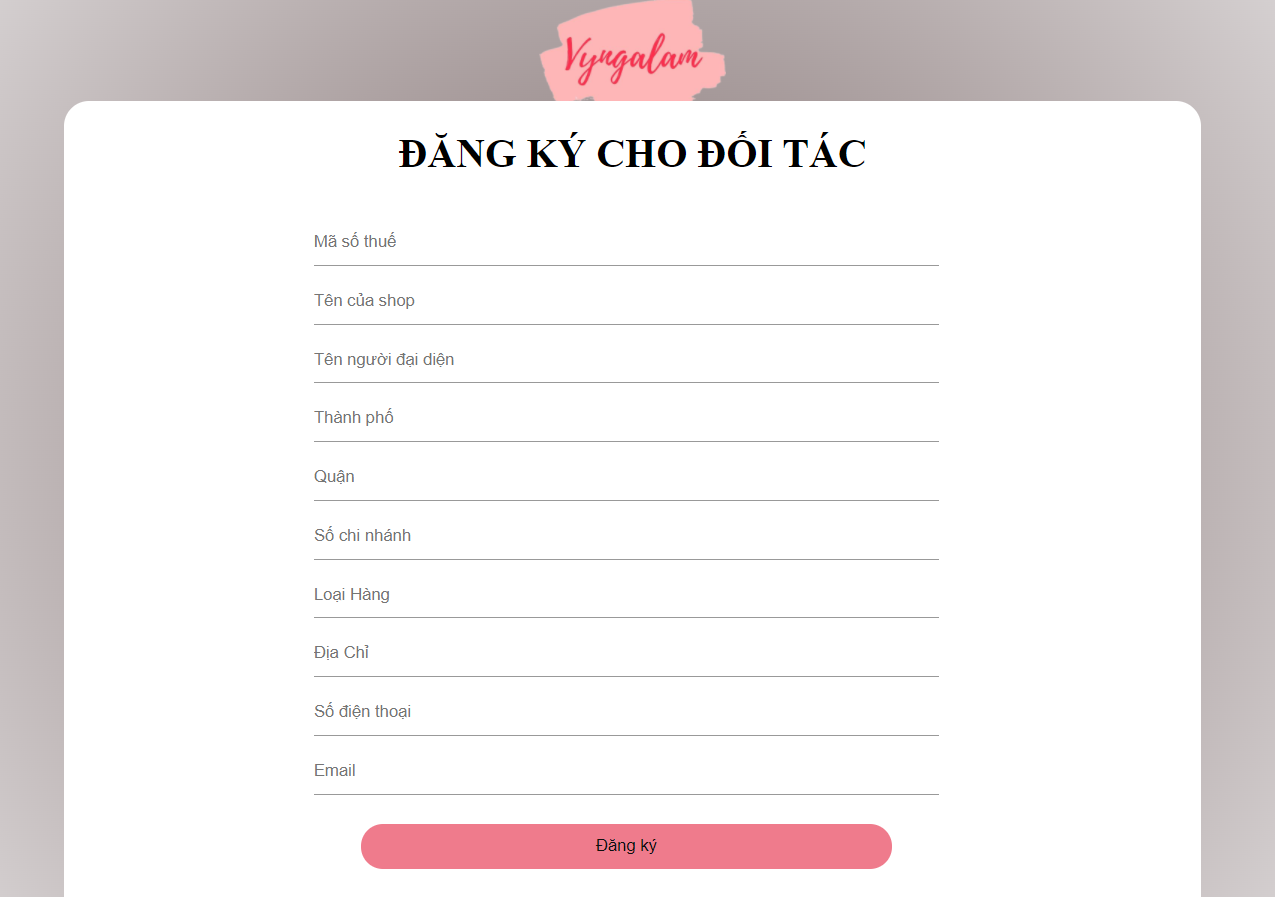 Vyngalam
ĐĂNG KÝ CHO ĐỐI TÁC
Mã số thuế
Tên của shop
Tên người đại diện
Thành phố
Quận
Số chi nhánh
Loại Hàng
Địa Chỉ
Số điện thoại
Email
Đăng ký